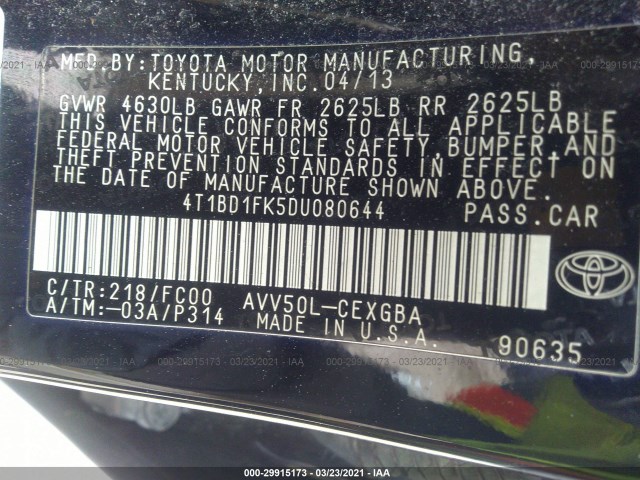 MFD BY:TOYOTA MOTOR MANUFACTURING,
KENTUCKY, INC. 04/13
GVWR 4630LB GAWR FR 2625LB RR 2625LB
THIS VEHICLE CONFORMS TO ALL APPLICABLE
FEDERAL MOTOR VEHICLE SAFETY, BUMPER, AND
THEFT PREVENTION STANDARDS IN EFFECT ON
THE DATE OF MANUFACTURE SHOWN ABOVE.
4T1BD1FK5DU080644 PASS.CAR
C/TR:218/FC00 AVV50L-CEXGBA
A/TM:-03A/P314 MADE IN U.S.A.
90635
000-29915173 - 03/23/2021 - IAA